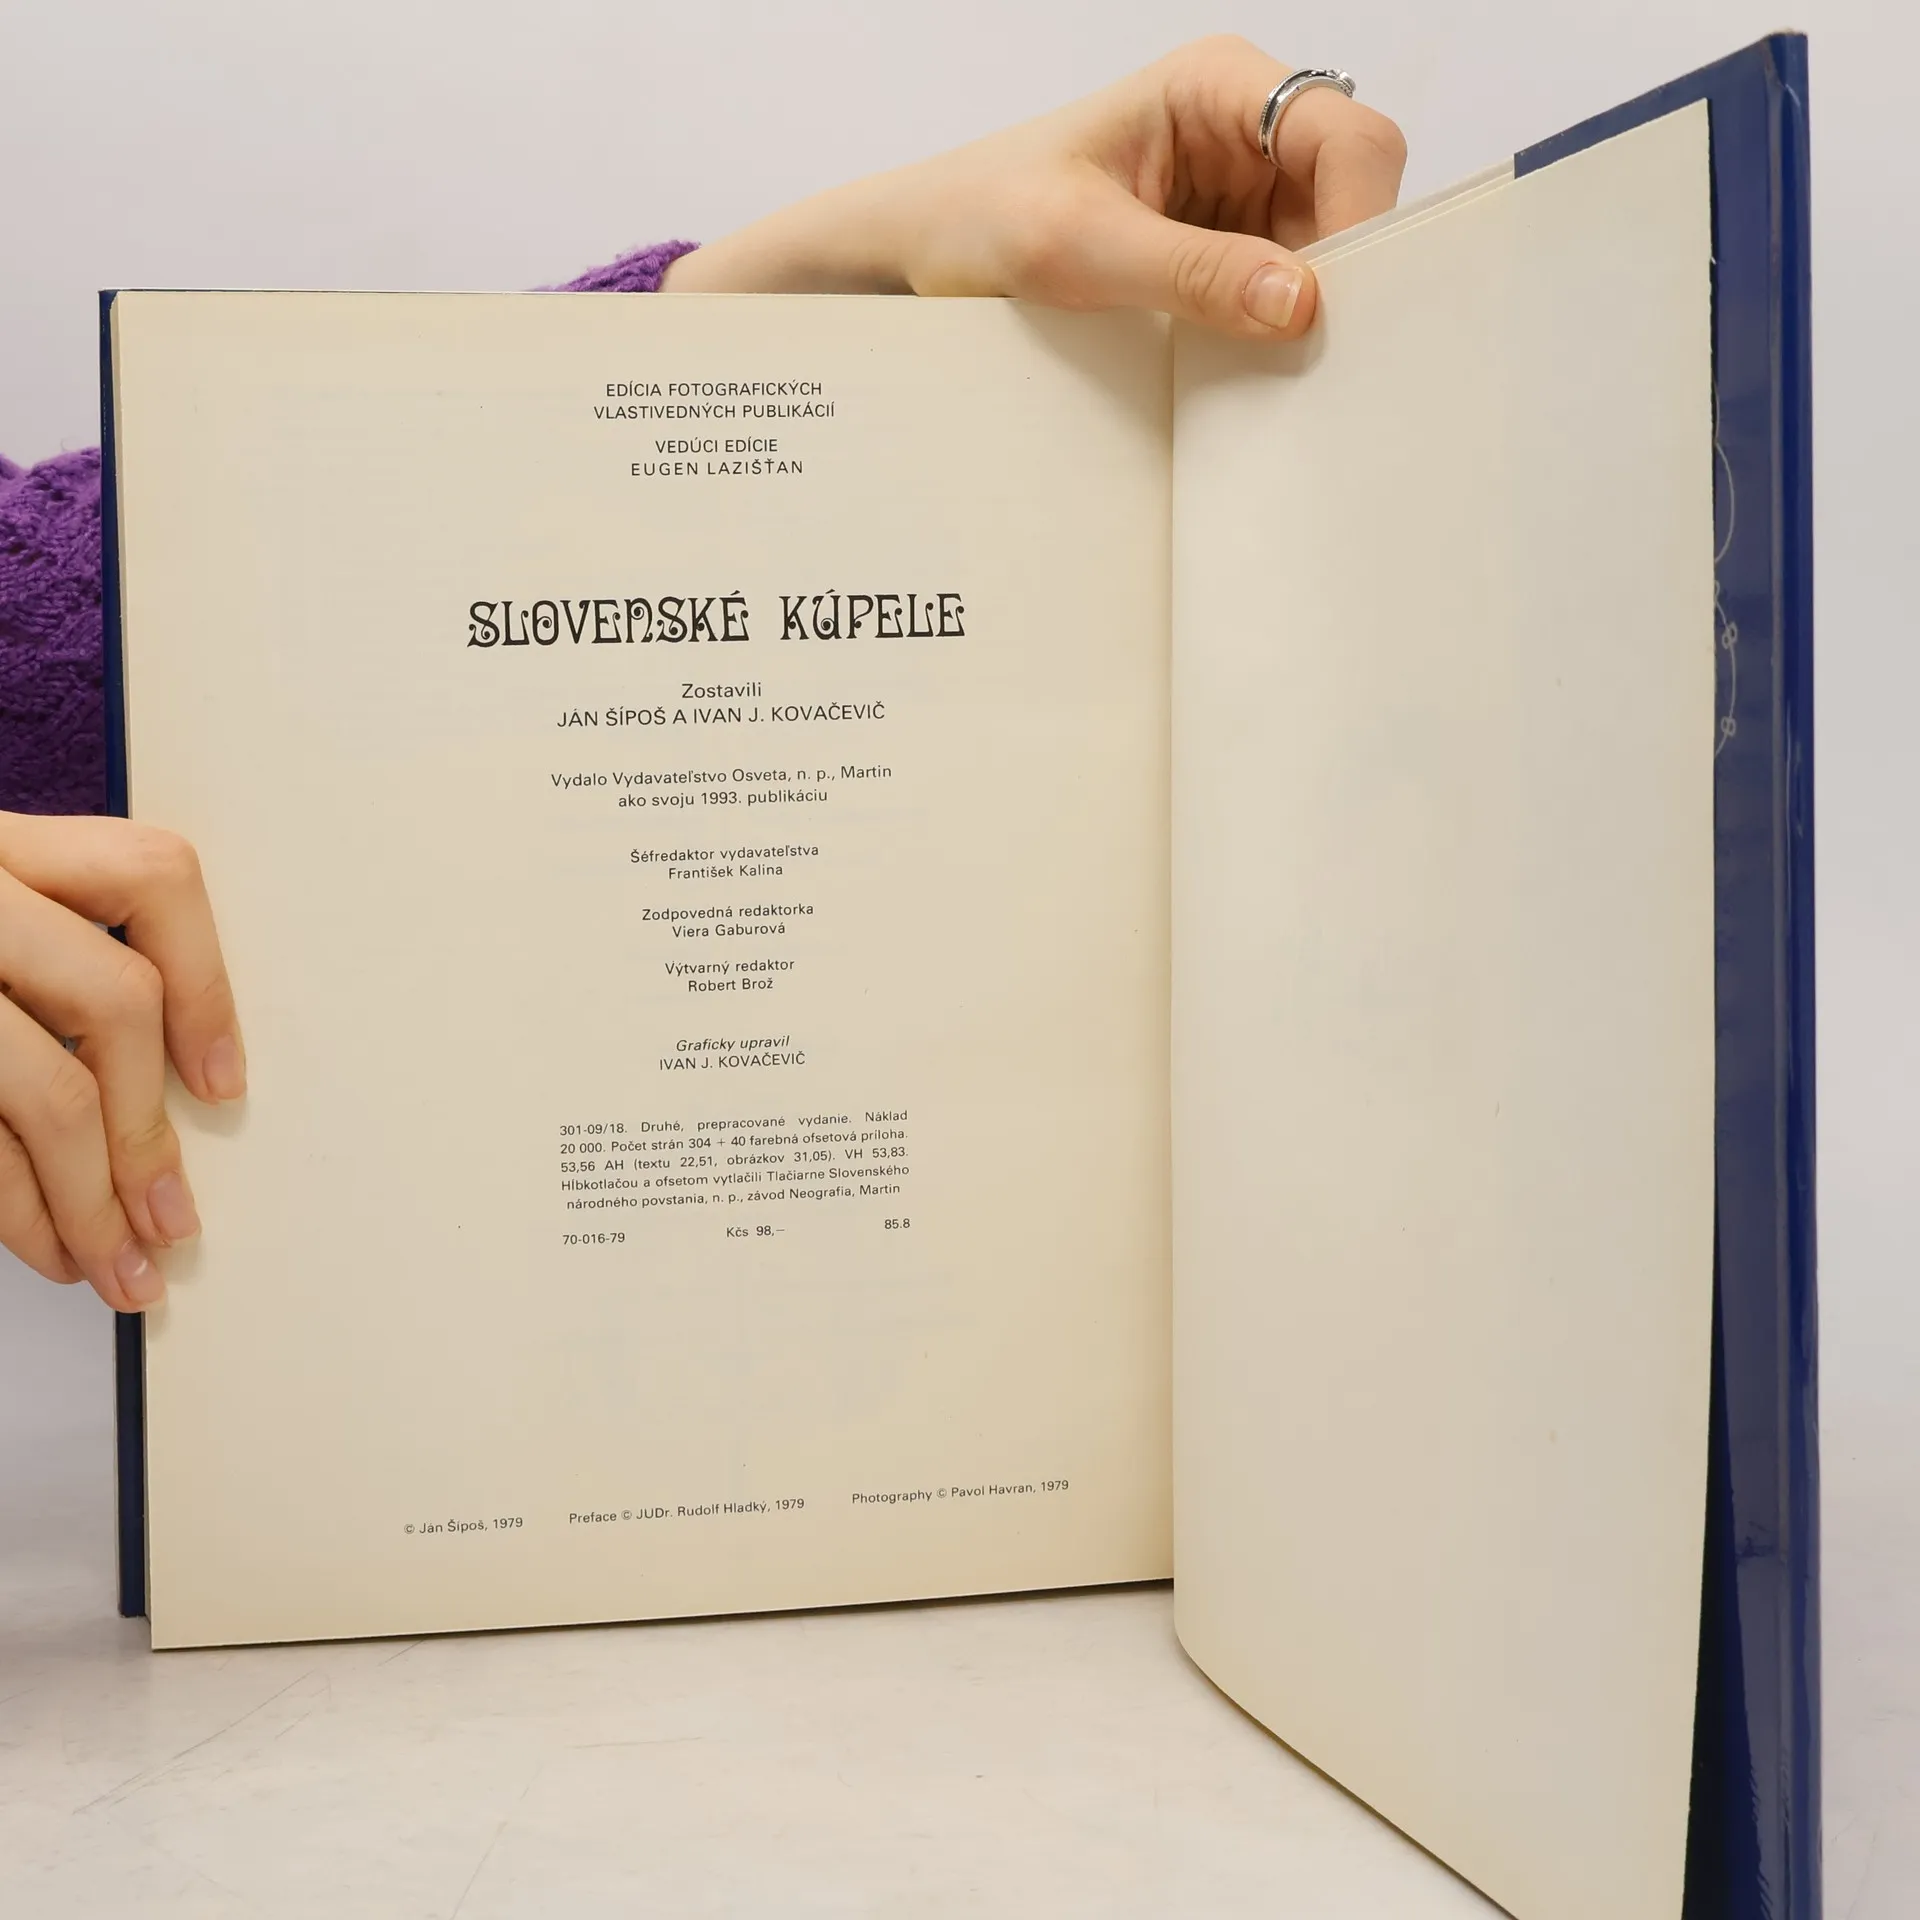 EDÍCIA FOTOGRAFICKÝCH
VLASTIVEDNÝCH PUBLIKÁCIÍ
VEDÚCI EDÍCIE
EUGEN LAZIŠŤAN
SLOVENSKÉ KÚPELE
Zostavili
JÁN ŠÍPOŠ A IVAN J. KOVAČEVIČ
Vydalo Vydavateľstvo Osveta, n. p., Martin
ako svoju 1993. publikáciu
Šéfredaktor vydavateľstva
František Kalina
Zodpovedná redaktorka
Viera Gaburová
Výtvarný redaktor
Robert Brož
Graficky upravil
IVAN J. KOVAČEVIČ
301-09/18. Druhé, prepracované vydanie. Náklad
20 000. Počet strán 304 + 40 farebná ofsetová príloha.
53,56 AH (textu 22,51, obrázkov 31,05). VH 53,83.
Hĺbkotlačou a ofsetom vytlačili Tlačiarne Slovenského
národného povstania, n. p., závod Neografia, Martin
70-016-79 Kčs 98,— 85.8
© Ján Šípoš, 1979 Preface © JUDr. Rudolf Hladký, 1979 Photography © Pavol Havran, 1979